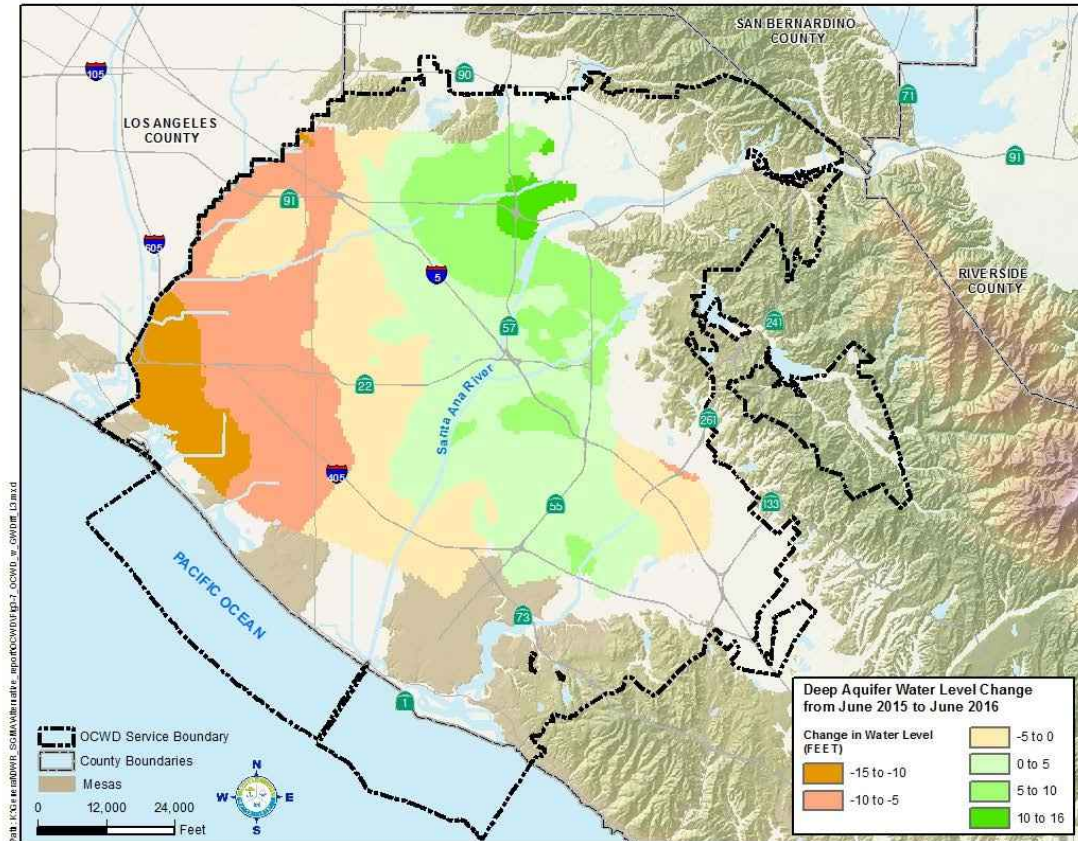 SAN BERNARDINO
COUNTY
105
90
71
LOS ANGELES
COUNTY
91
91
605
5
RIVERSIDE
COUNTY
57
241
22
Santa Ana River
261
405
55
133
PACIFIC OCEAN
73
1
OCWD Service Boundary
County Boundaries
Mesas
0 12,000 24,000
Feet
N
W E
S
Deep Aquifer Water Level Change
from June 2015 to June 2016
Change in Water Level
(FEET)
-15 to -10
-10 to -5
-5 to 0
0 to 5
5 to 10
10 to 16